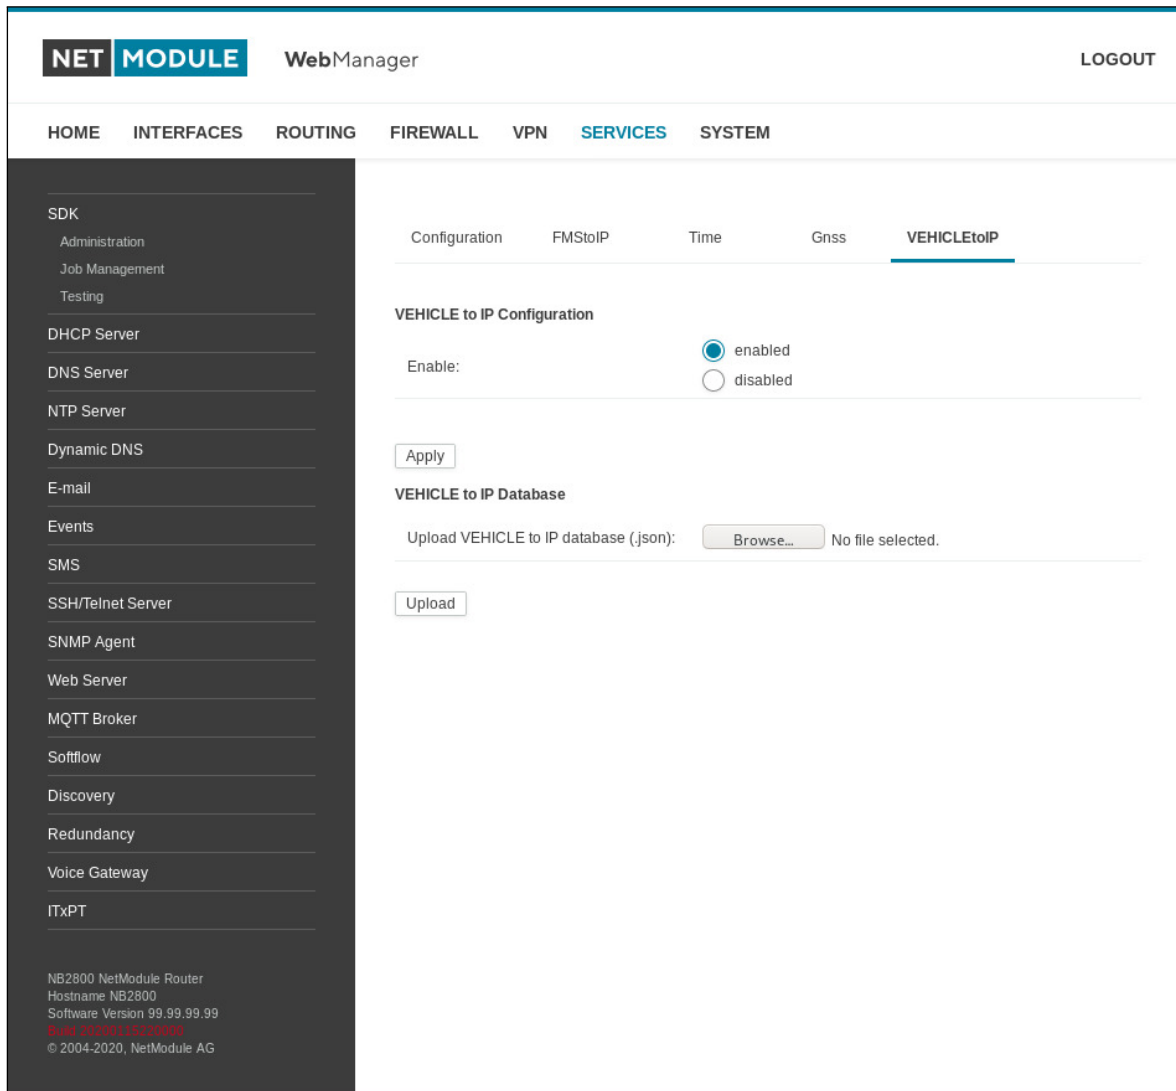 NET MODULE WebManager LOGOUT
HOME INTERFACES ROUTING FIREWALL VPN SERVICES SYSTEM
SDK
Administration
Job Management
Testing
DHCP Server
DNS Server
NTP Server
Dynamic DNS
E-mail
Events
SMS
SSH/Telnet Server
SNMP Agent
Web Server
MQTT Broker
Softflow
Discovery
Redundancy
Voice Gateway
ITxPT
NB2800 NetModule Router
Hostname NB2800
Software Version 99.99.99.99
Build
© 2004-2020, NetModule AG
Configuration FMStoIP Time Gnss VEHICLEtoIP
VEHICLE to IP Configuration
Enable:
enabled
disabled
Apply
VEHICLE to IP Database
Upload VEHICLE to IP database (.json): Browse... No file selected.
Upload